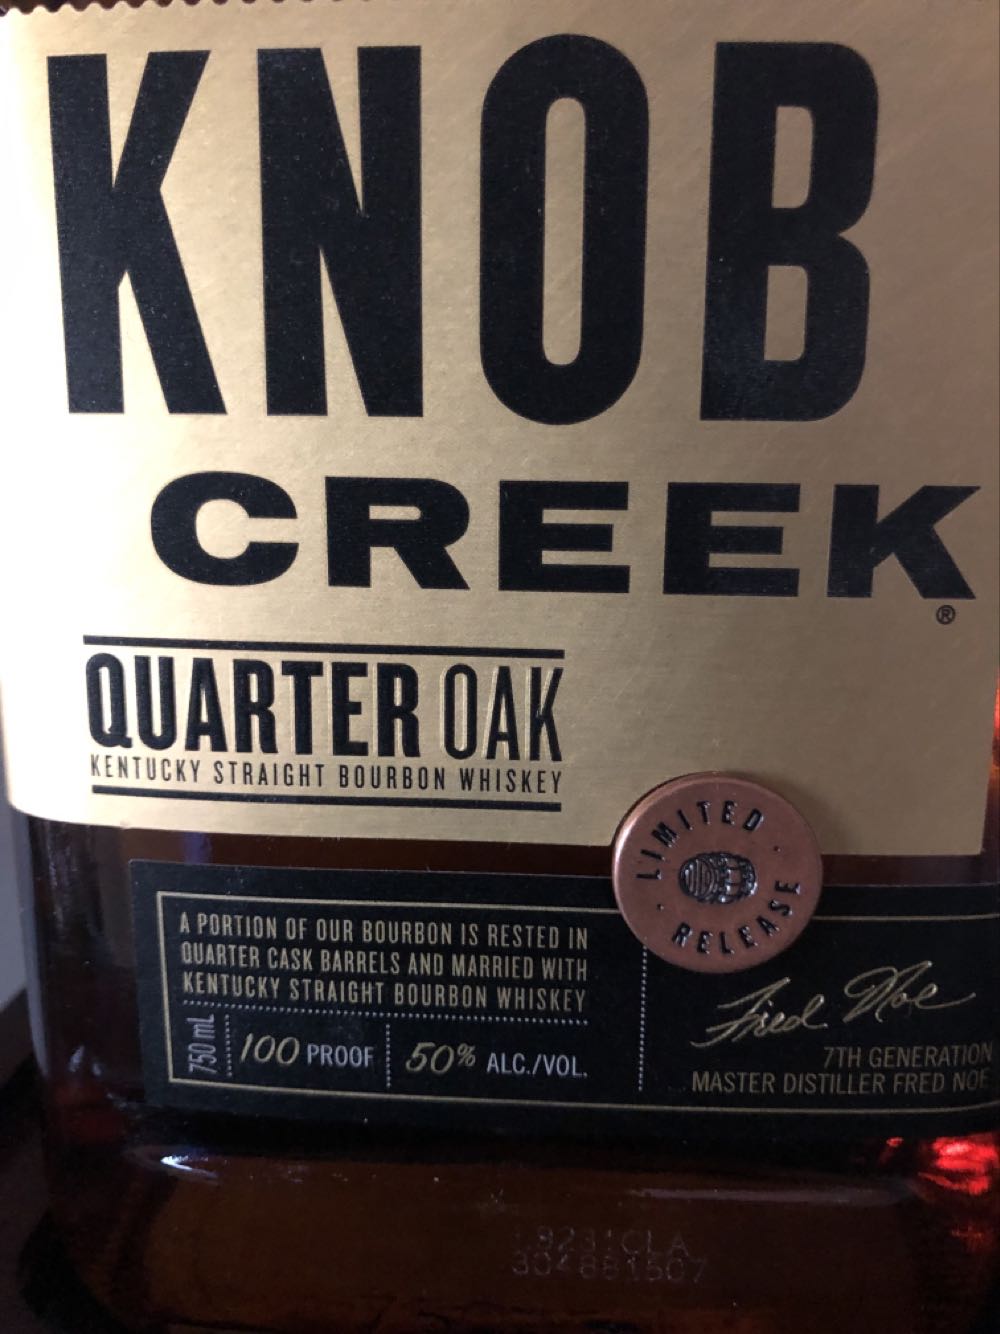 KNOB
CREEK®
QUARTER OAK
KENTUCKY STRAIGHT BOURBON WHISKEY
LIMITED
RELEASE
A PORTION OF OUR BOURBON IS RESTED IN
QUARTER CASK BARRELS AND MARRIED WITH
KENTUCKY STRAIGHT BOURBON WHISKEY
750 mL
100 PROOF
50% ALC./VOL.
Fred Noe
7TH GENERATION
MASTER DISTILLER FRED NOE